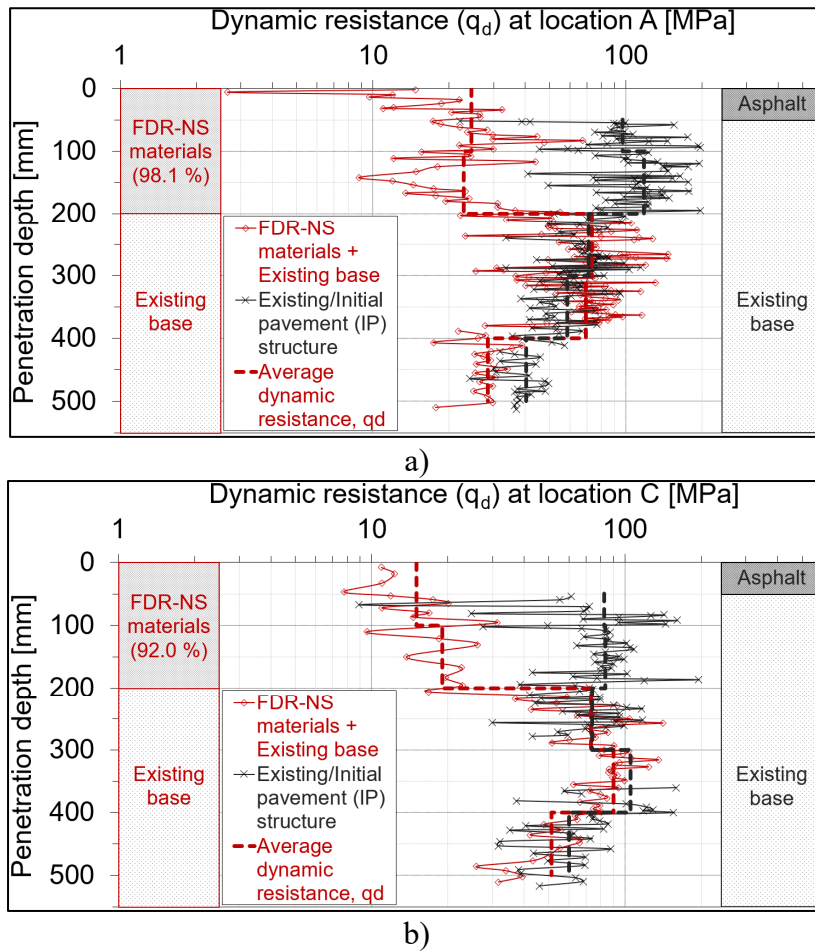 Dynamic resistance (qd) at location A [MPa]
1 10 100
Penetration depth [mm]
0
100
200
300
400
500
FDR-NS
materials
(98.1 %)
Existing
base
FDR-NS
materials +
Existing base
Existing/Initial
pavement (IP)
structure
Average
dynamic
resistance, qd
Asphalt
Existing
base
a)
Dynamic resistance (qd) at location C [MPa]
1 10 100
Penetration depth [mm]
0
100
200
300
400
500
FDR-NS
materials
(92.0 %)
Existing
base
FDR-NS
materials +
Existing base
Existing/Initial
pavement (IP)
structure
Average
dynamic
resistance, qd
Asphalt
Existing
base
b)